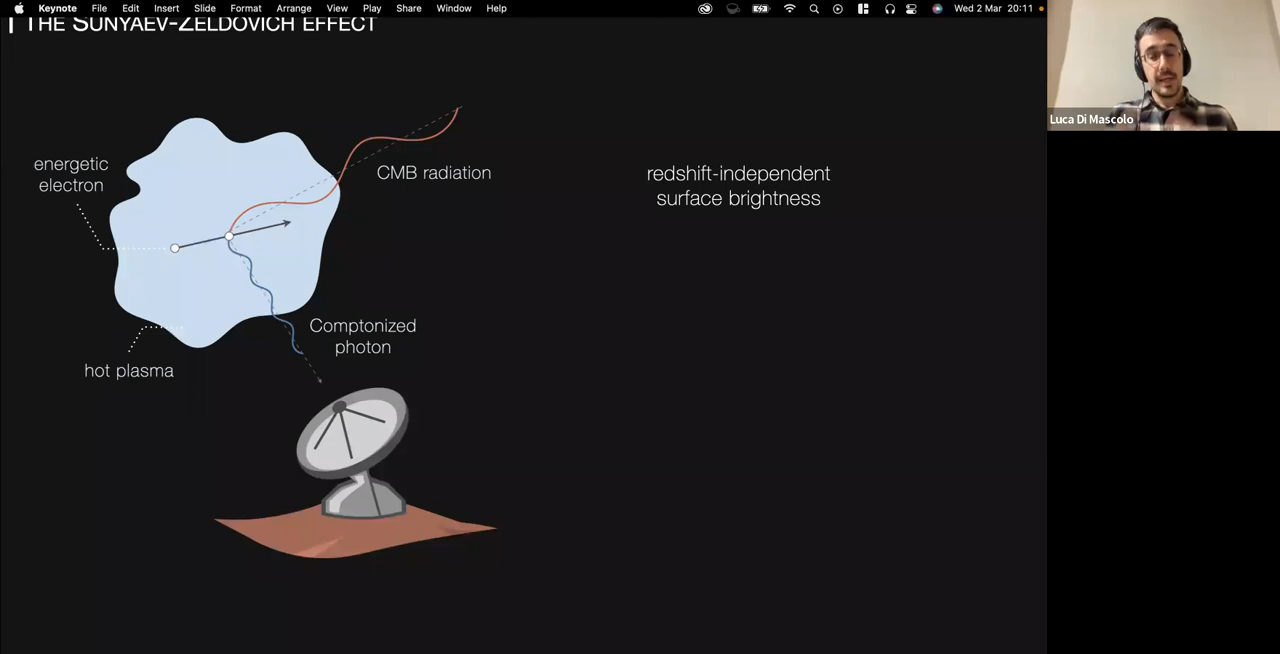 Keynote File Edit Insert Slide Format Arrange View Play Share Window Help Wed 2 Mar 20:11
THE SUNYAEV-ZELDOVICH EFFECT
Luca Di Mascolo
energetic
electron
CMB radiation
redshift-independent
surface brightness
Comptonized
photon
hot plasma